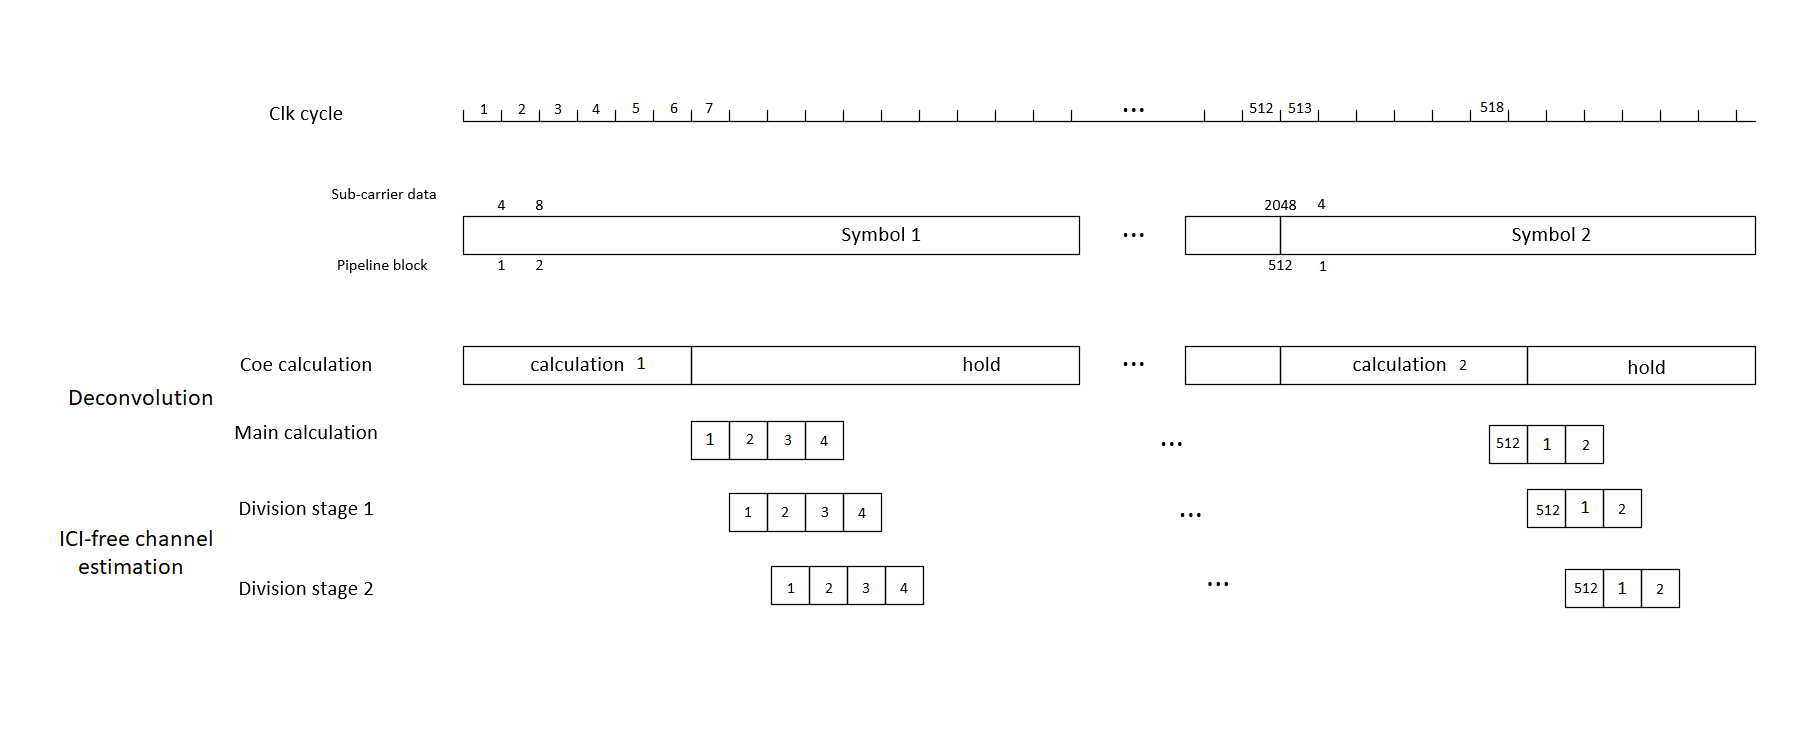 Clk cycle 1 2 3 4 5 6 7 ... 512 513 518
Sub-carrier data 4 8 2048 4
Symbol 1 ... Symbol 2
Pipeline block 1 2 512 1
Coe calculation calculation 1 hold ... calculation 2 hold
Deconvolution
Main calculation 1 2 3 4 ... 512 1 2
Division stage 1 1 2 3 4 ... 512 1 2
ICI-free channel
estimation
Division stage 2 1 2 3 4 ... 512 1 2